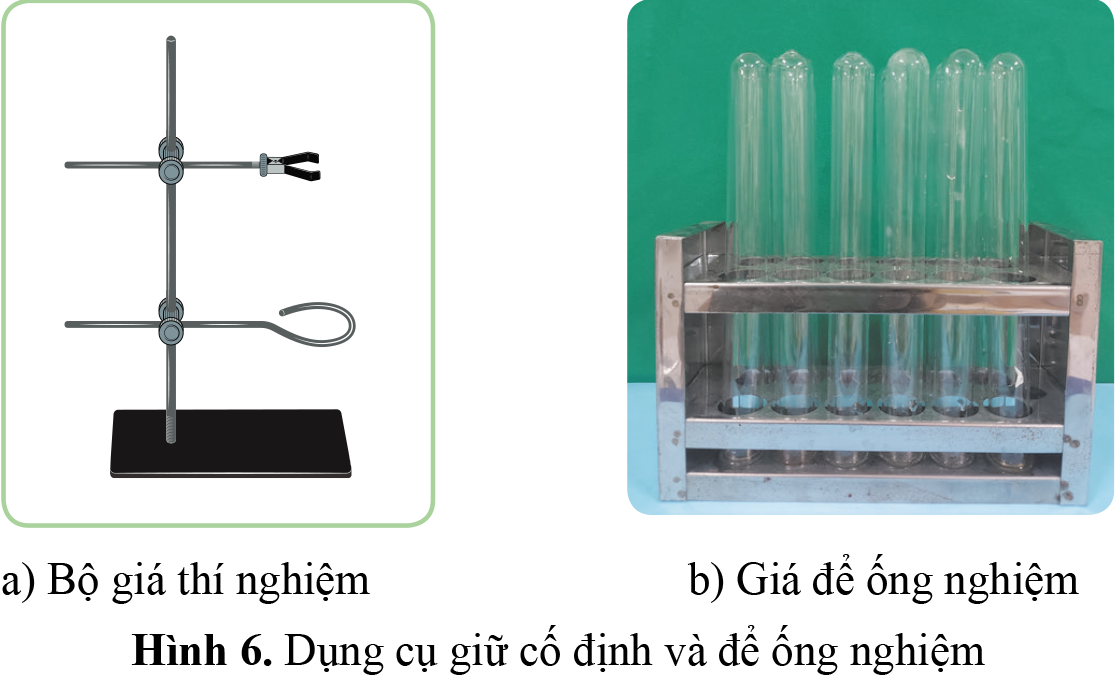 a) Bộ giá thí nghiệm
b) Giá để ống nghiệm
Hình 6. Dụng cụ giữ cố định và để ống nghiệm